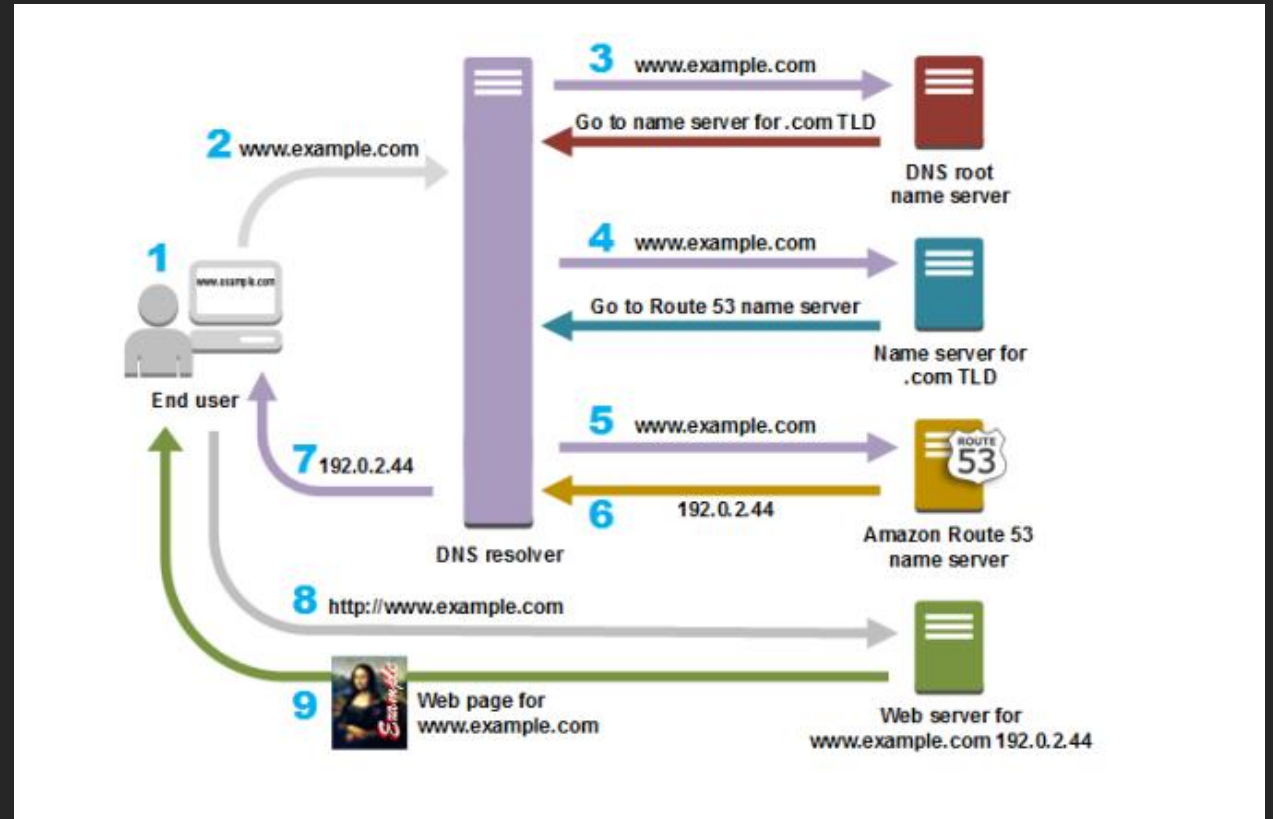 3 www.example.com
Go to name server for .com TLD
DNS root
name server
2 www.example.com
1
www.example.com
End user
4 www.example.com
Go to Route 53 name server
Name server for
.com TLD
5 www.example.com
ROUTE
53
6 192.0.2.44
Amazon Route 53
name server
7 192.0.2.44
DNS resolver
8 http://www.example.com
9
Example
Web page for
www.example.com
Web server for
www.example.com 192.0.2.44